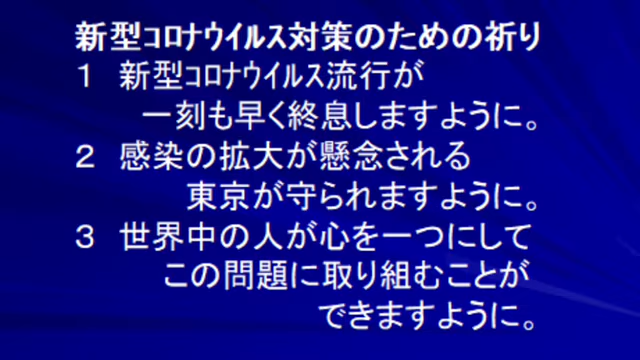 新型ｺﾛﾅｳｲﾙｽ対策のための祈り
１　新型ｺﾛﾅｳｲﾙｽ流行が
一刻も早く終息しますように。
２　感染の拡大が懸念される
東京が守られますように。
３　世界中の人が心を一つにして
この問題に取り組むことが
できますように。